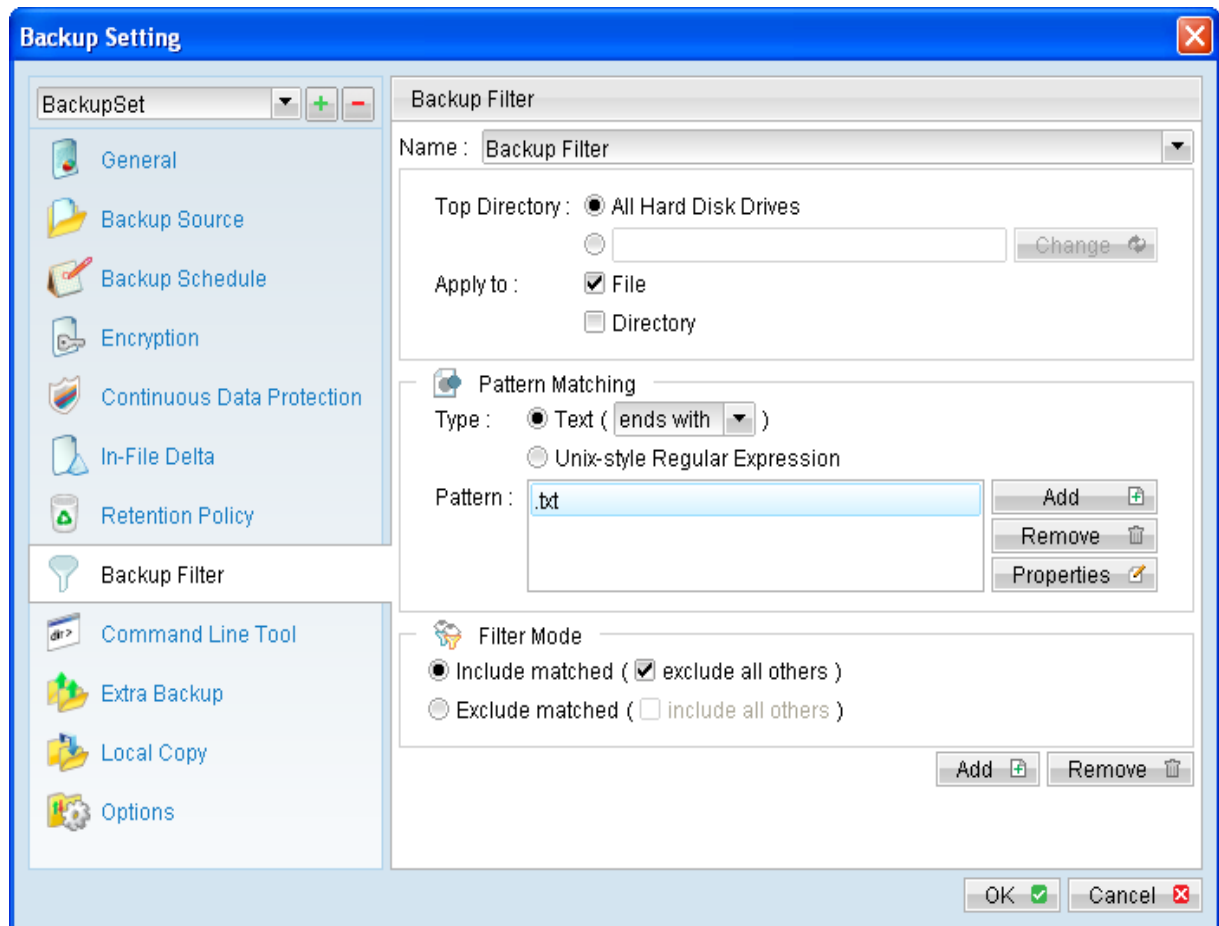 Backup Setting
BackupSet
General
Backup Source
Backup Schedule
Encryption
Continuous Data Protection
In-File Delta
Retention Policy
Backup Filter
Command Line Tool
Extra Backup
Local Copy
Options
Backup Filter
Name : Backup Filter
Top Directory : All Hard Disk Drives
Change
Apply to : File
Directory
Pattern Matching
Type : Text ( ends with )
Unix-style Regular Expression
Pattern : .txt
Add
Remove
Properties
Filter Mode
Include matched ( exclude all others )
Exclude matched ( include all others )
Add Remove
OK Cancel